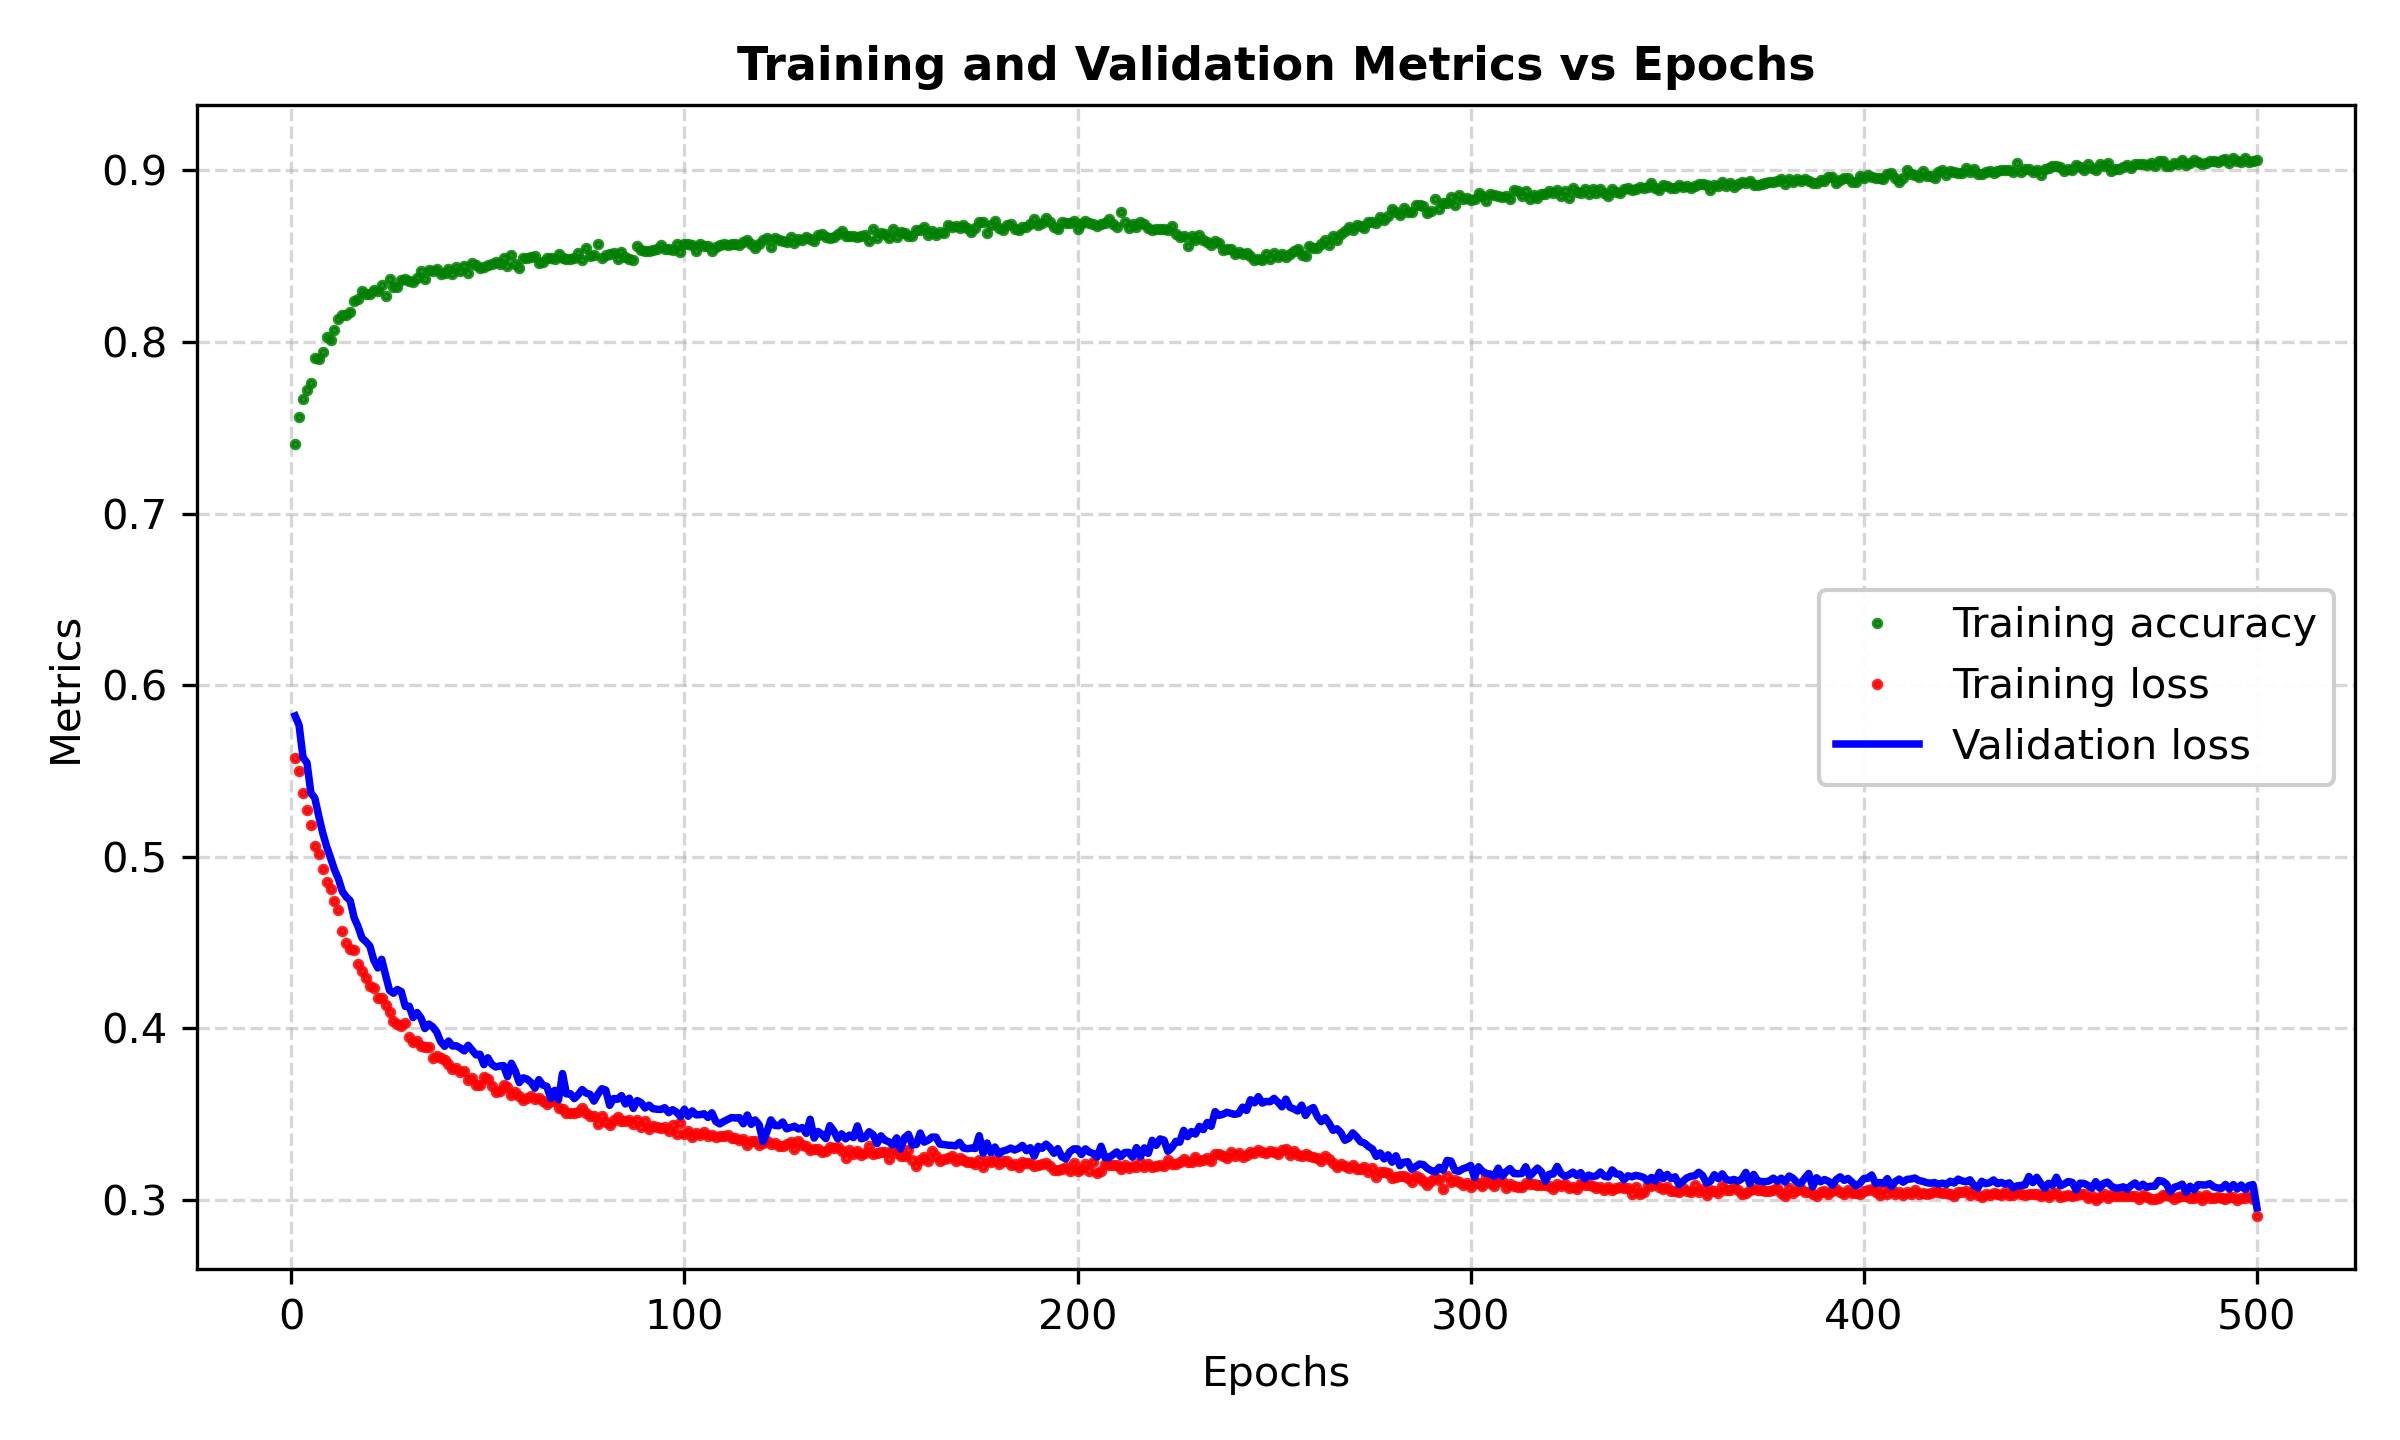 Training and Validation Metrics vs Epochs
0.9
0.8
0.7
0.6
0.5
0.4
0.3
Metrics
Training accuracy
Training loss
Validation loss
0 100 200 300 400 500
Epochs